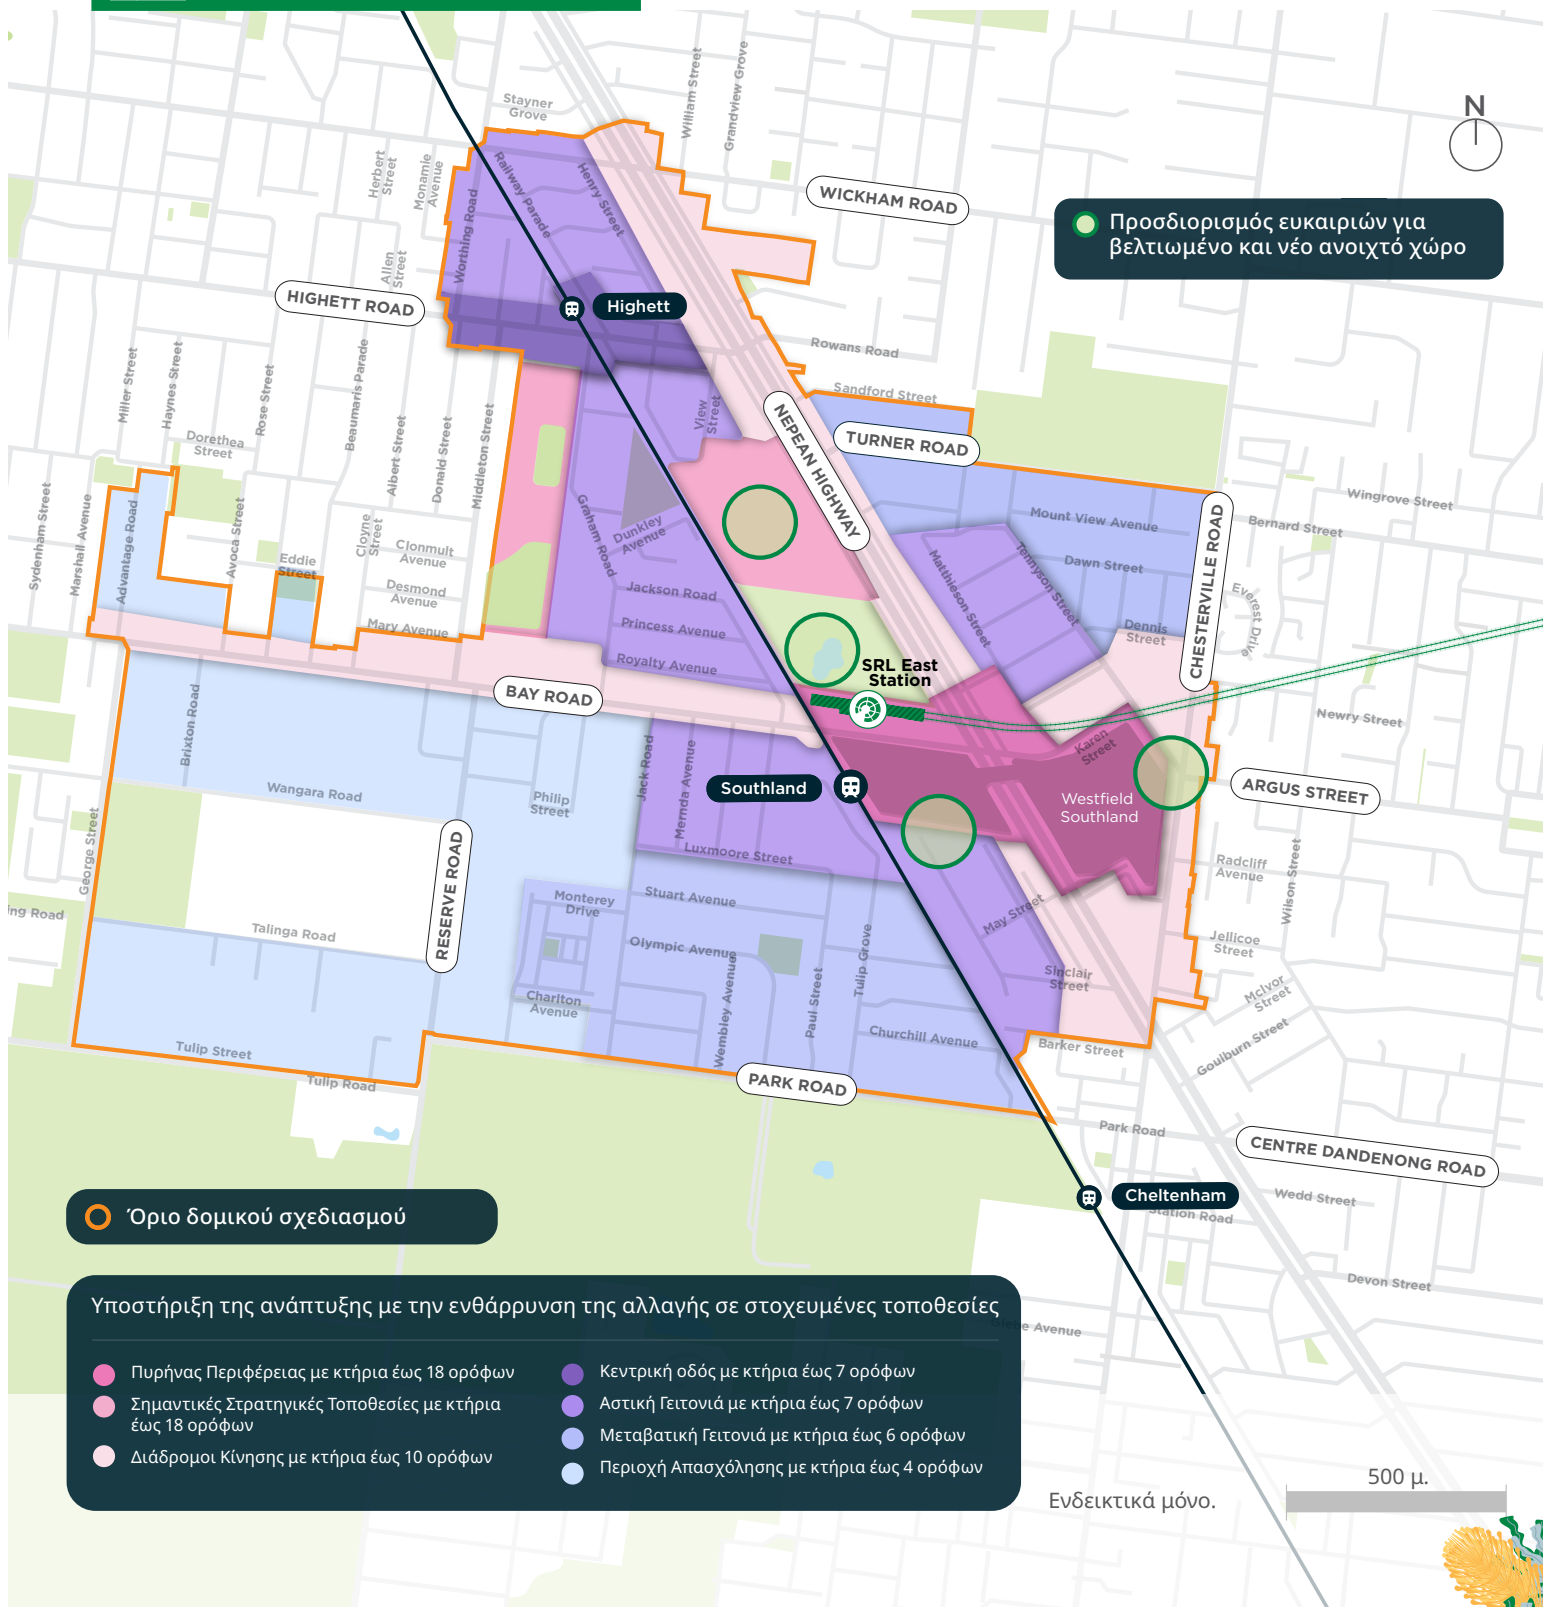 Stayner
Grove
William Street
Grandview Grove
N
Herbert
Street
Monamie
Avenue
Railway Parade
Henry Street
WICKHAM ROAD
Προσδιορισμός ευκαιριών για
βελτιωμένο και νέο ανοιχτό χώρο
Worthing Road
Allen
Street
HIGHETT ROAD
Highett
Rowans Road
Sandford Street
Miller Street
Haynes Street
Rose Street
Beaumaris Parade
Albert Street
Donald Street
Middleton Street
View
Street
NEPEAN HIGHWAY
TURNER ROAD
Dorethea
Street
Sydenham Street
Marshall Avenue
Advantage Road
Avoca Street
Eddie
Street
Cloyne
Street
Clonmult
Avenue
Desmond
Avenue
Mary Avenue
Graham Road
Dunkley
Avenue
Jackson Road
Princess Avenue
Royalty Avenue
Wingrove Street
Bernard Street
Mount View Avenue
Dawn Street
Matthieson Street
Tennyson Street
Dennis
Street
CHESTERVILLE ROAD
Everest Drive
SRL East
Station
BAY ROAD
Brixton Road
Newry Street
Karen
Street
Jack Road
Mernda Avenue
Southland
Westfield
Southland
ARGUS STREET
Wangara Road
Philip
Street
George Street
RESERVE ROAD
Luxmoore Street
Radcliff
Avenue
Wilson Street
Monterey
Drive
Stuart Avenue
May Street
ing Road
Talinga Road
Olympic Avenue
Tulip Grove
Jellicoe
Street
Sinclair
Street
McIvor
Street
Charlton
Avenue
Wembley Avenue
Paul Street
Churchill Avenue
Barker Street
Goulburn Street
Tulip Street
Tulip Road
PARK ROAD
Park Road
CENTRE DANDENONG ROAD
Cheltenham
Station Road
Wedd Street
Όριο δομικού σχεδιασμού
Devon Street
Avenue
Υποστήριξη της ανάπτυξης με την ενθάρρυνση της αλλαγής σε στοχευμένες τοποθεσίες
Πυρήνας Περιφέρειας με κτήρια έως 18 ορόφων
Σημαντικές Στρατηγικές Τοποθεσίες με κτήρια
έως 18 ορόφων
Διάδρομοι Κίνησης με κτήρια έως 10 ορόφων
Κεντρική οδός με κτήρια έως 7 ορόφων
Αστική Γειτονιά με κτήρια έως 7 ορόφων
Μεταβατική Γειτονιά με κτήρια έως 6 ορόφων
Περιοχή Απασχόλησης με κτήρια έως 4 ορόφων
Ενδεικτικά μόνο.
500 μ.